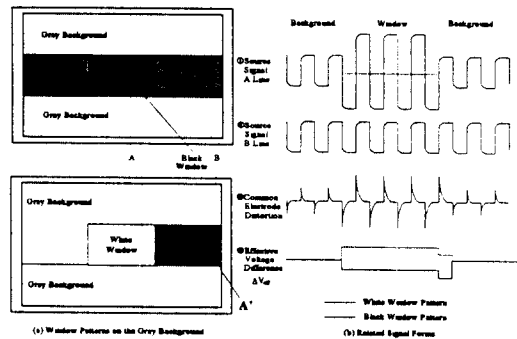 Grey Background
Grey Background
A
Black
Window
B
Grey Background
White
Window
Grey Background
A'
(a) Window Patterns on the Grey Background
Background
Window
Background
①Source
Signal
A Line
②Source
Signal
B Line
③Common
Electrode
Distortion
④Effective
Voltage
Difference
ΔVeff
White Window Pattern
Black Window Pattern
(b) Related Signal Forms